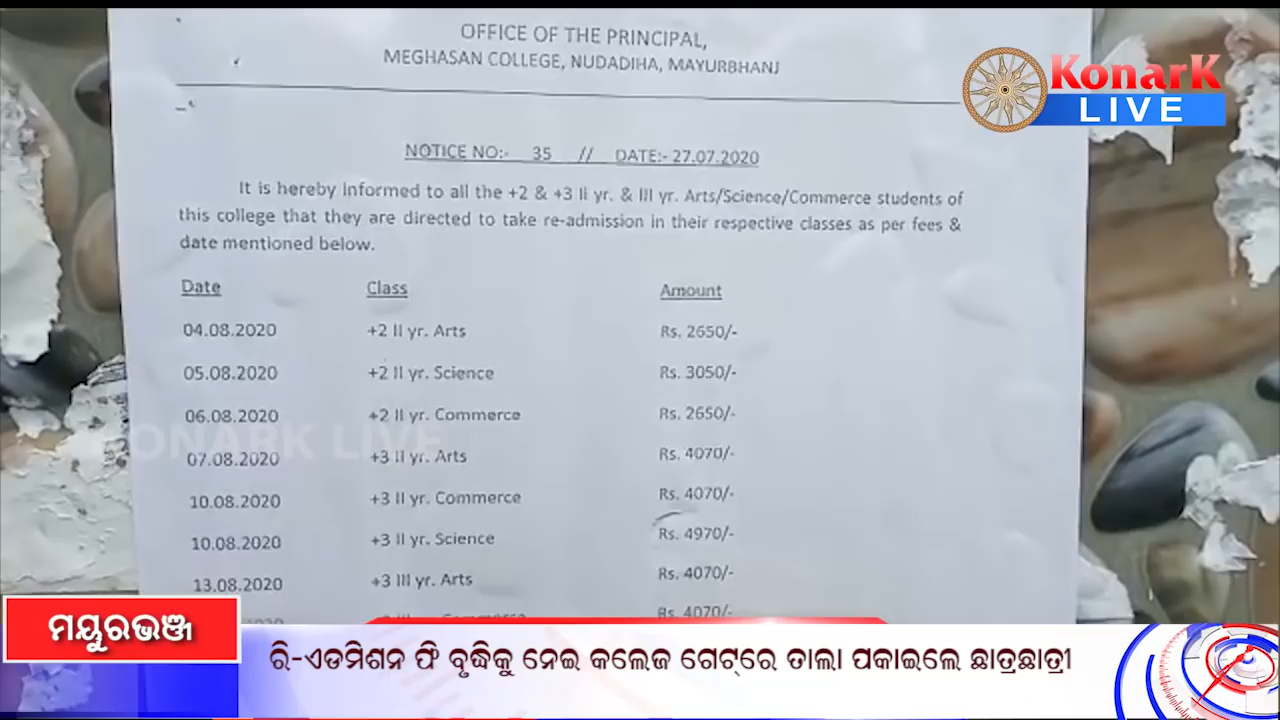 OFFICE OF THE PRINCIPAL,
MEGHASAN COLLEGE, NUDADIHA, MAYURBHANJ
KonarK
LIVE
NOTICE NO:- 35 // DATE:- 27.07.2020
It is hereby informed to all the +2 & +3 Ii yr. & III yr. Arts/Science/Commerce students of
this college that they are directed to take re-admission in their respective classes as per fees &
date mentioned below.
Date Class Amount
04.08.2020 +2 II yr. Arts Rs. 2650/-
05.08.2020 +2 II yr. Science Rs. 3050/-
06.08.2020 +2 II yr. Commerce Rs. 2650/-
KONARK LIVE
07.08.2020 +3 II yr. Arts Rs. 4070/-
10.08.2020 +3 II yr. Commerce Rs. 4070/-
10.08.2020 +3 II yr. Science Rs. 4970/-
13.08.2020 +3 III yr. Arts Rs. 4070/-
Rs. 4070/-
ମୟୁରଭଞ୍ଜ
ରି-ଏଡମିଶନ ଫି ବୃଦ୍ଧିକୁ ନେଇ କଲେଜ ଗେଟ୍‌ରେ ତାଲା ପକାଇଲେ ଛାତ୍ରଛାତ୍ରୀ